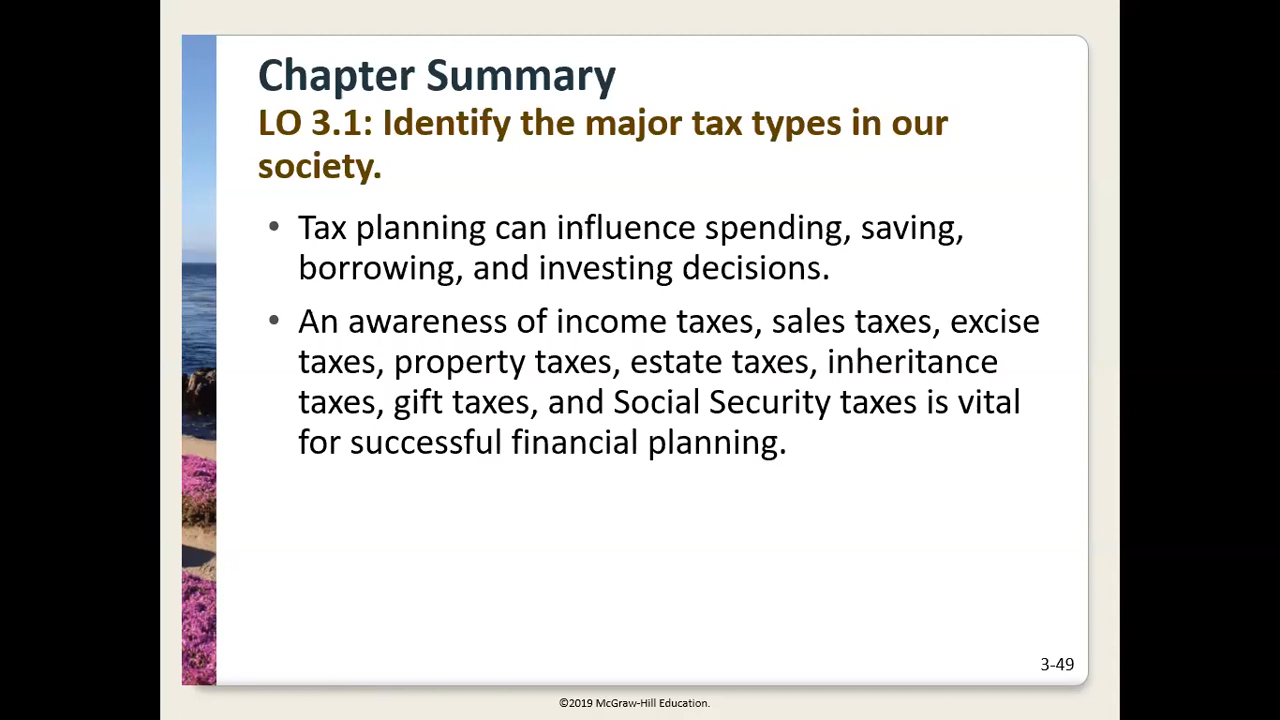 Chapter Summary
LO 3.1: Identify the major tax types in our
society.
• Tax planning can influence spending, saving,
borrowing, and investing decisions.
• An awareness of income taxes, sales taxes, excise
taxes, property taxes, estate taxes, inheritance
taxes, gift taxes, and Social Security taxes is vital
for successful financial planning.
3-49
©2019 McGraw-Hill Education.